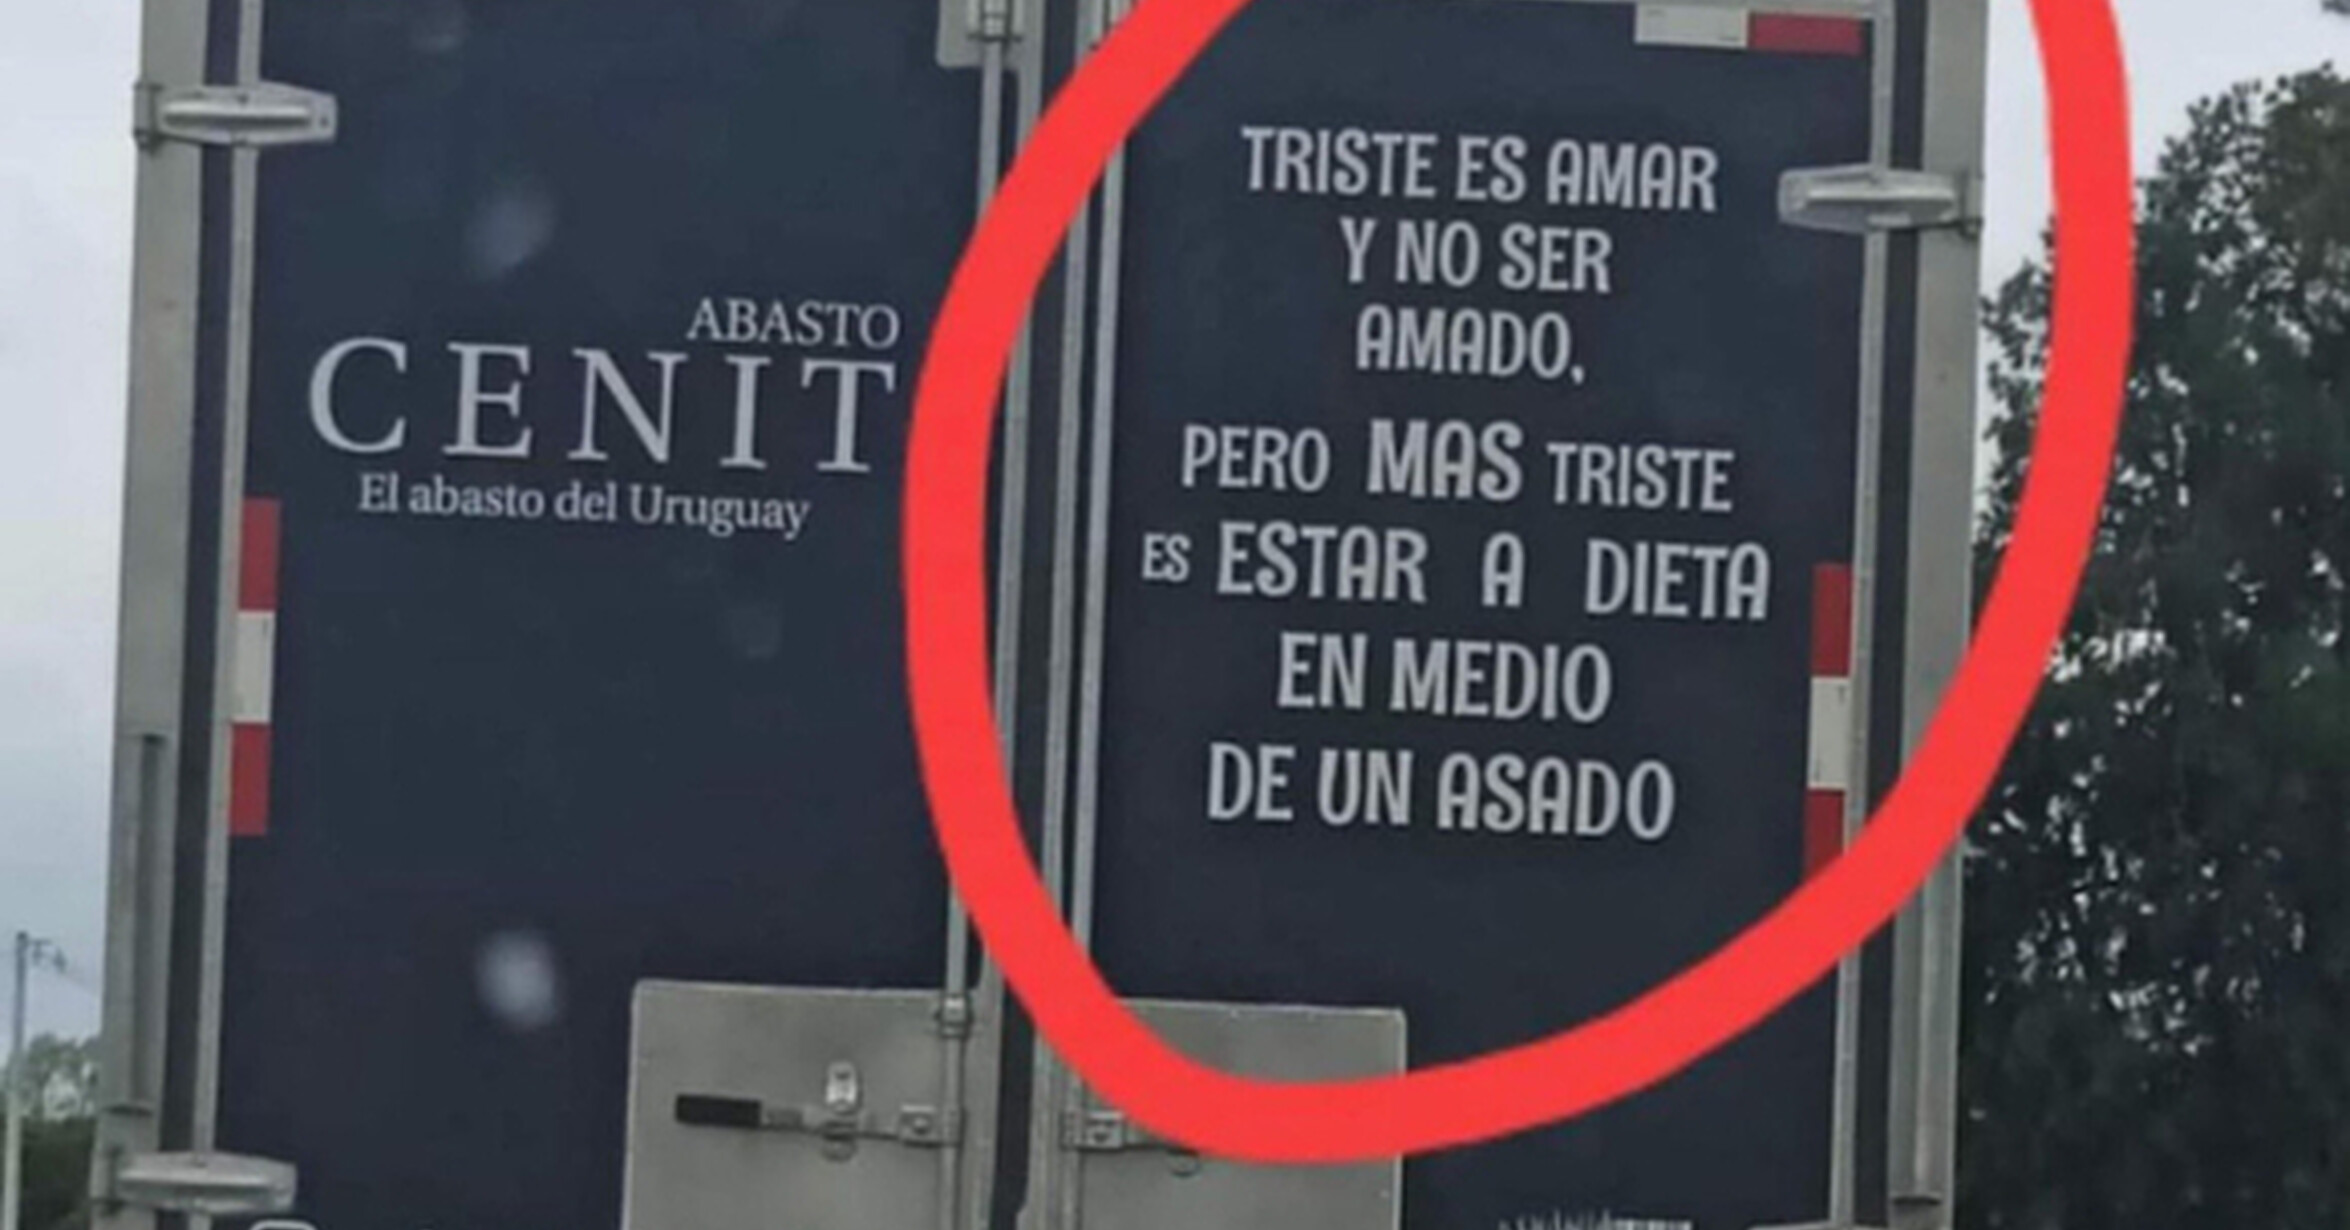 ABASTO
CENIT
El abasto del Uruguay
TRISTE ES AMAR
Y NO SER
AMADO,
PERO MAS TRISTE
ES ESTAR A DIETA
EN MEDIO
DE UN ASADO